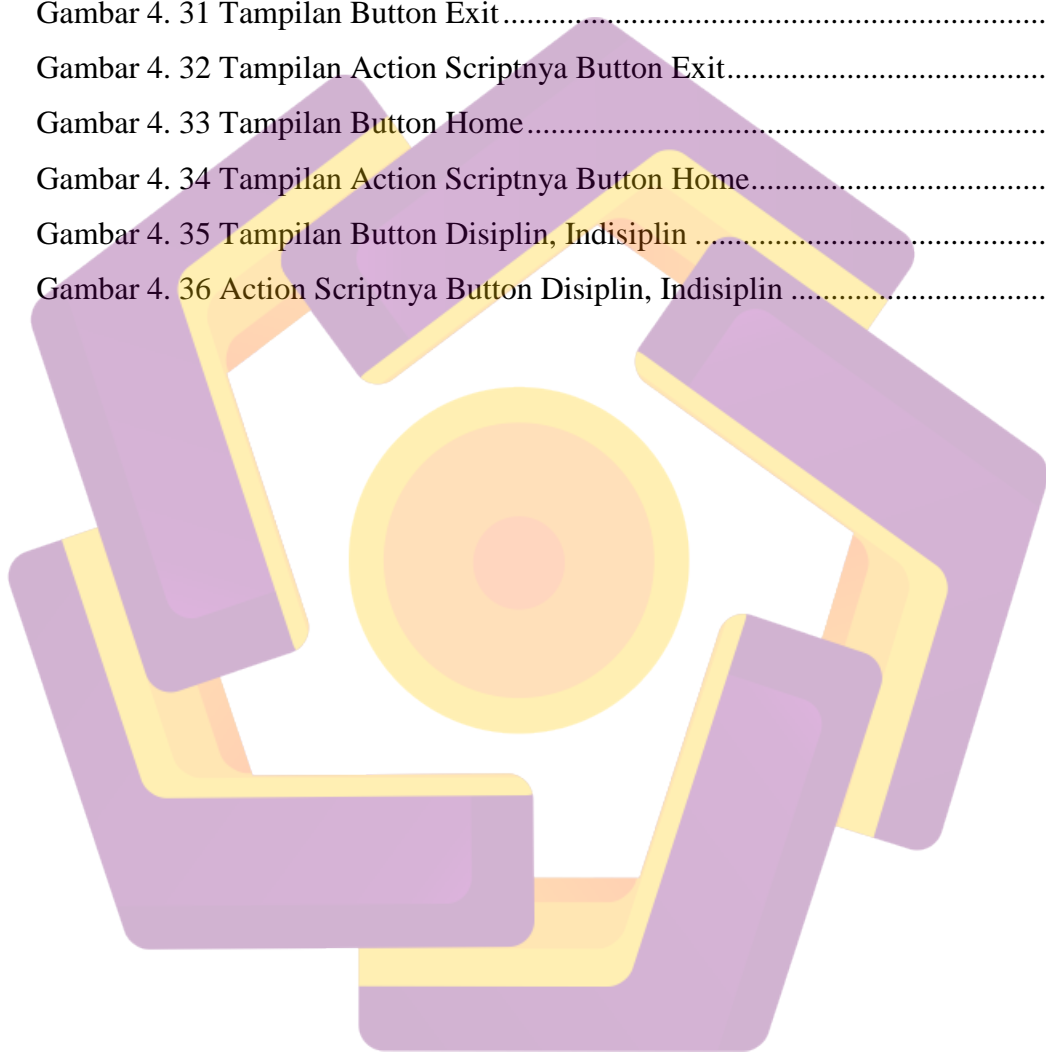 Gambar 4. 31 Tampilan Button Exit......................................................................
Gambar 4. 32 Tampilan Action Scriptnya Button Exit.........................................
Gambar 4. 33 Tampilan Button Home..................................................................
Gambar 4. 34 Tampilan Action Scriptnya Button Home......................................
Gambar 4. 35 Tampilan Button Disiplin, Indisiplin .............................................
Gambar 4. 36 Action Scriptnya Button Disiplin, Indisiplin .................................